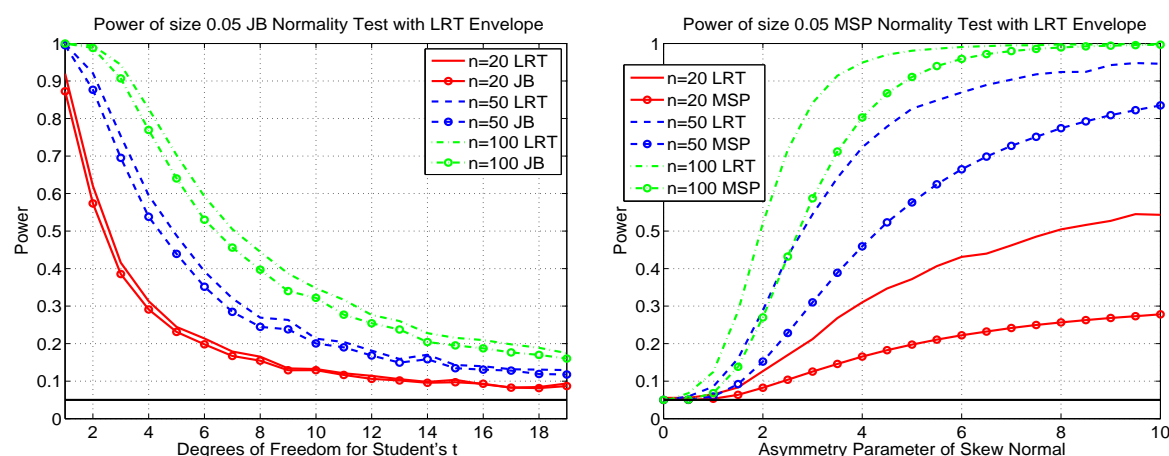 Power of size 0.05 JB Normality Test with LRT Envelope
1
0.9
0.8
0.7
0.6
0.5
0.4
0.3
0.2
0.1
0
Power
n=20 LRT
n=20 JB
n=50 LRT
n=50 JB
n=100 LRT
n=100 JB
2 4 6 8 10 12 14 16 18
Degrees of Freedom for Student's t
Power of size 0.05 MSP Normality Test with LRT Envelope
1
0.9
0.8
0.7
0.6
0.5
0.4
0.3
0.2
0.1
0
Power
n=20 LRT
n=20 MSP
n=50 LRT
n=50 MSP
n=100 LRT
n=100 MSP
0 2 4 6 8 10
Asymmetry Parameter of Skew Normal